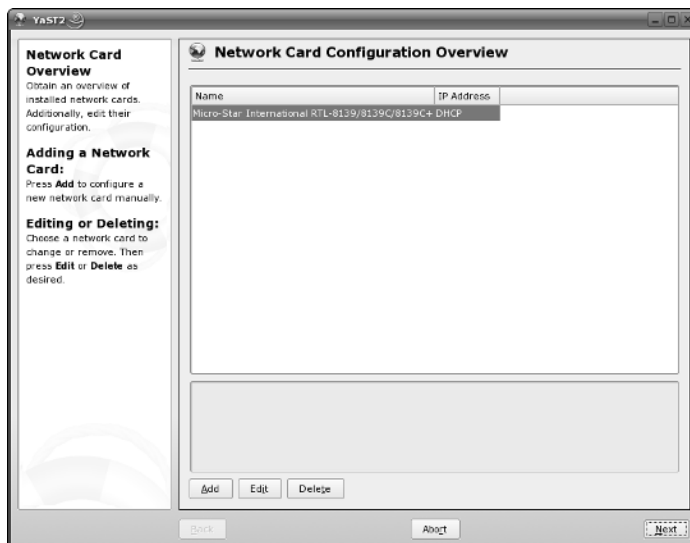 YaST2
Network Card
Overview
Obtain an overview of
installed network cards.
Additionally, edit their
configuration.
Adding a Network
Card:
Press Add to configure a
new network card manually.
Editing or Deleting:
Choose a network card to
change or remove. Then
press Edit or Delete as
desired.
Network Card Configuration Overview
Name IP Address
Micro-Star International RTL-8139/8139C/8139C+ DHCP
Add Edit Delete
Back Abort Next